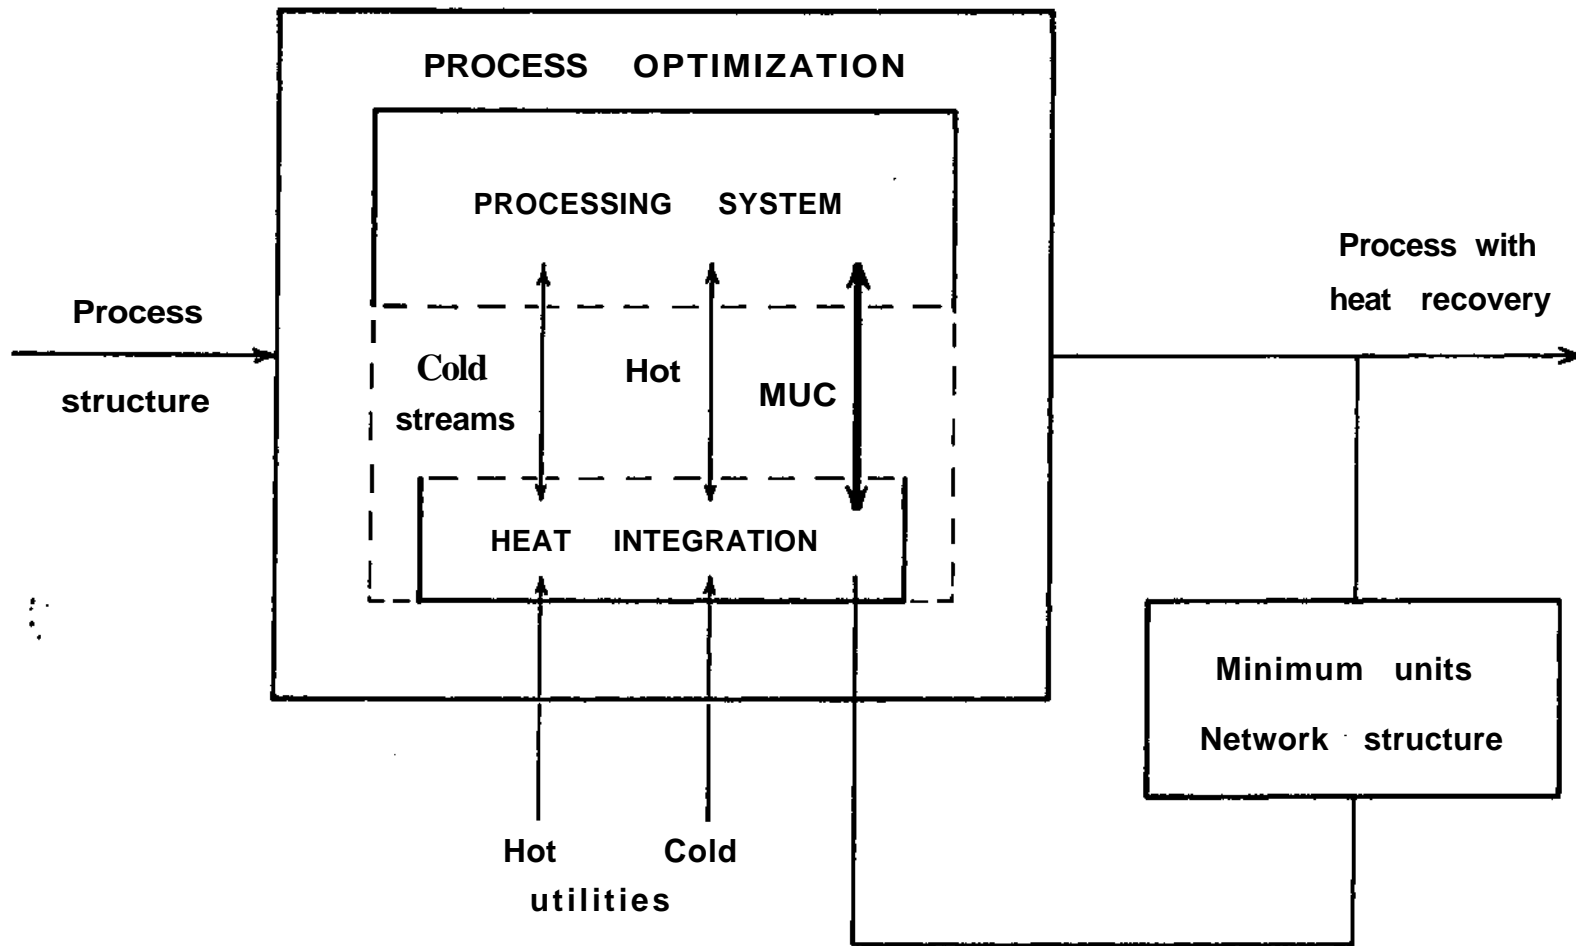 PROCESS OPTIMIZATION
PROCESSING SYSTEM
Process with
heat recovery
Process
structure
Cold
streams
Hot
MUC
HEAT INTEGRATION
Minimum units
Network structure
Hot Cold
utilities